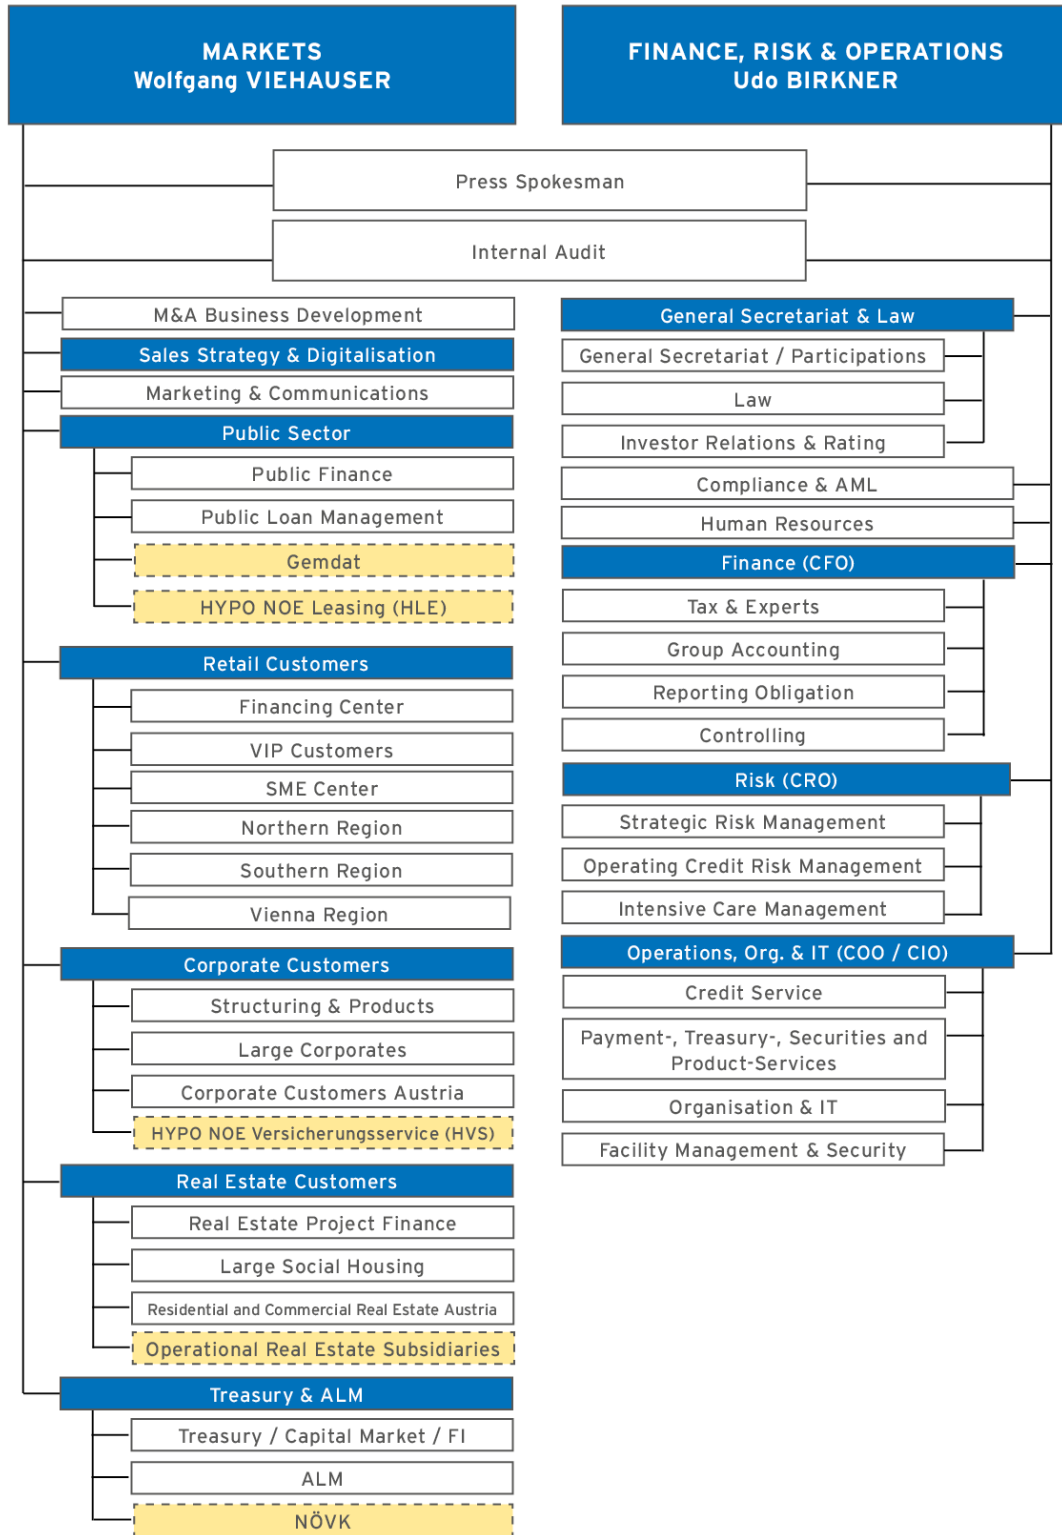 MARKETS
Wolfgang VIEHAUSER
FINANCE, RISK & OPERATIONS
Udo BIRKNER
Press Spokesman
Internal Audit
M&A Business Development
Sales Strategy & Digitalisation
Marketing & Communications
Public Sector
Public Finance
Public Loan Management
Gemdat
HYPO NOE Leasing (HLE)
Retail Customers
Financing Center
VIP Customers
SME Center
Northern Region
Southern Region
Vienna Region
Corporate Customers
Structuring & Products
Large Corporates
Corporate Customers Austria
HYPO NOE Versicherungsservice (HVS)
Real Estate Customers
Real Estate Project Finance
Large Social Housing
Residential and Commercial Real Estate Austria
Operational Real Estate Subsidiaries
Treasury & ALM
Treasury / Capital Market / FI
ALM
NÖVK
General Secretariat & Law
General Secretariat / Participations
Law
Investor Relations & Rating
Compliance & AML
Human Resources
Finance (CFO)
Tax & Experts
Group Accounting
Reporting Obligation
Controlling
Risk (CRO)
Strategic Risk Management
Operating Credit Risk Management
Intensive Care Management
Operations, Org. & IT (COO / CIO)
Credit Service
Payment-, Treasury-, Securities and
Product-Services
Organisation & IT
Facility Management & Security